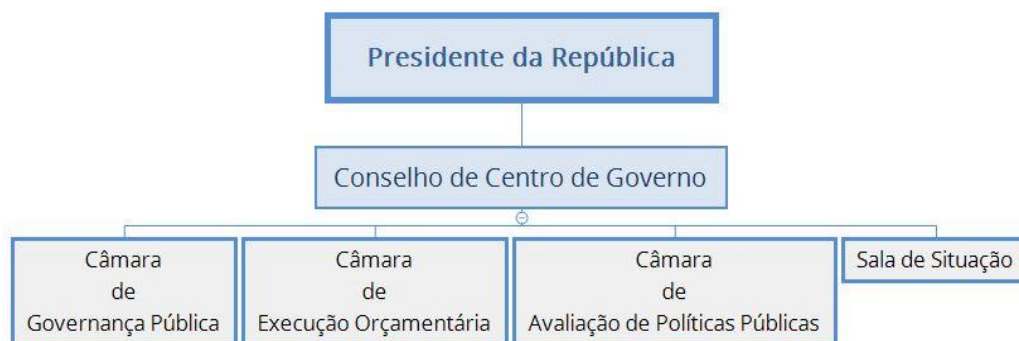 Presidente da República
Conselho de Centro de Governo
Câmara
de
Governança Pública
Câmara
de
Execução Orçamentária
Câmara
de
Avaliação de Políticas Públicas
Sala de Situação